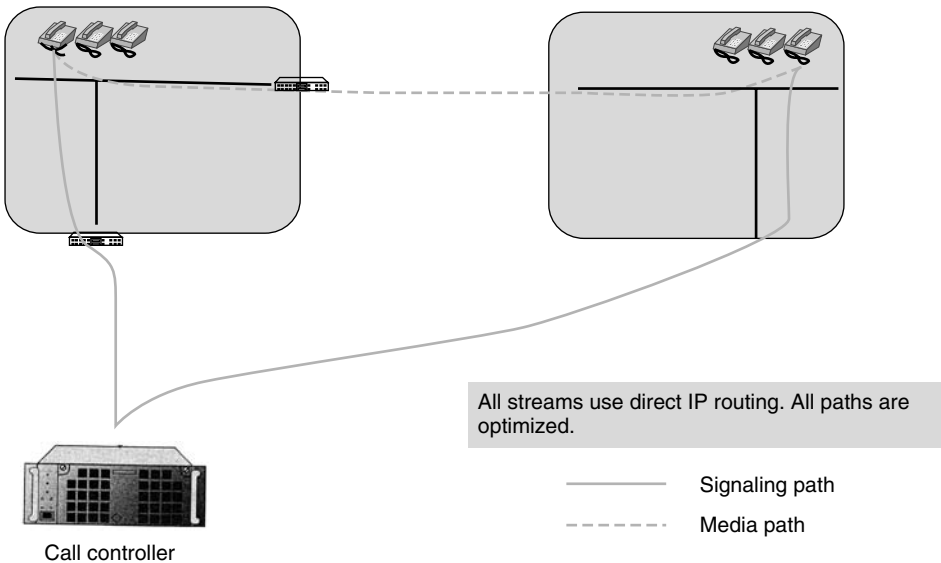 All streams use direct IP routing. All paths are
optimized.
Signaling path
Media path
Call controller